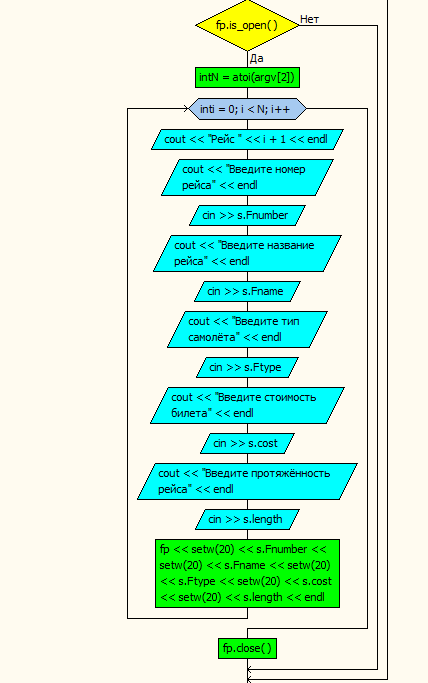 fp.is_open()
Нет
Да
intN = atoi(argv[2])
inti = 0; i < N; i++
cout << "Рейс " << i + 1 << endl
cout << "Введите номер
рейса" << endl
cin >> s.Fnumber
cout << "Введите название
рейса" << endl
cin >> s.Fname
cout << "Введите тип
самолёта" << endl
cin >> s.Ftype
cout << "Введите стоимость
билета" << endl
cin >> s.cost
cout << "Введите протяжённость
рейса" << endl
cin >> s.length
fp << setw(20) << s.Fnumber <<
setw(20) << s.Fname << setw(20)
<< s.Ftype << setw(20) << s.cost
<< setw(20) << s.length << endl
fp.close()